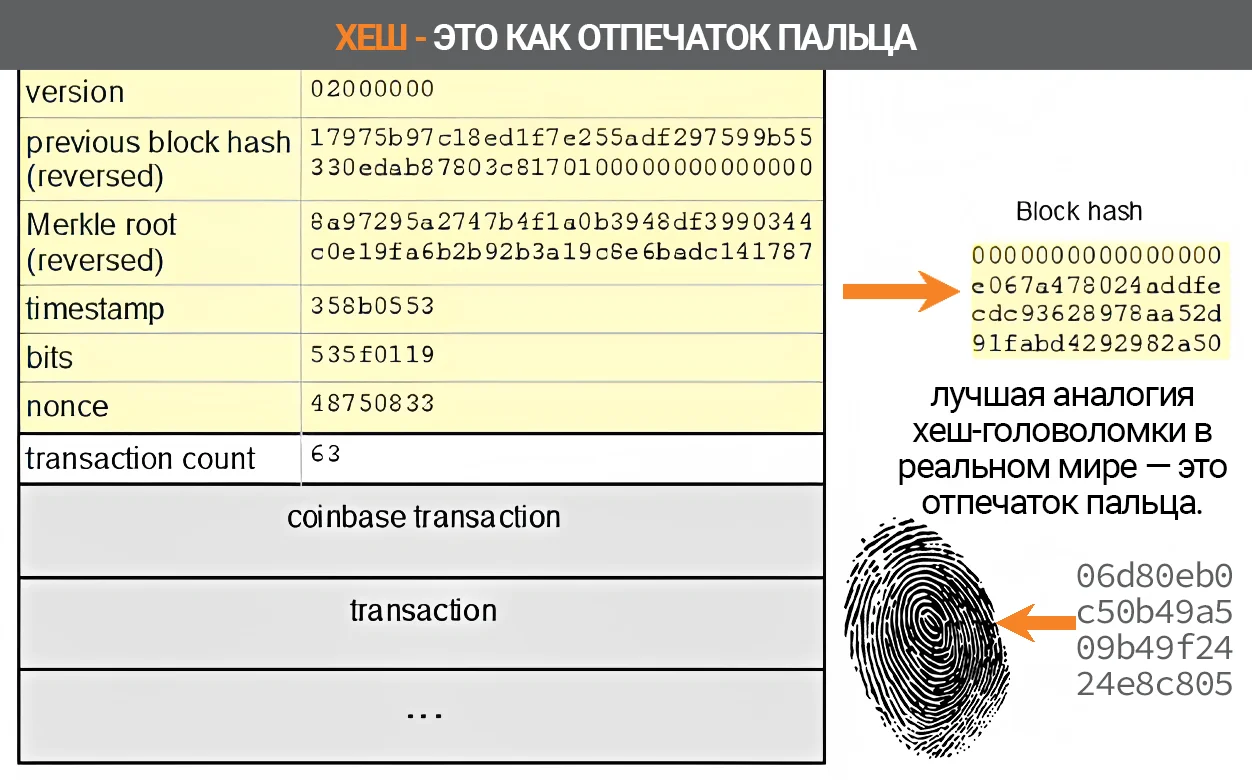 ХЕШ - ЭТО КАК ОТПЕЧАТОК ПАЛЬЦА
version
02000000
previous block hash
(reversed)
17975b97c18ed1f7e255adf297599b55
330edab87803c8170100000000000000
Merkle root
(reversed)
8a97295a2747b4f1a0b3948df3990344
c0e19fa6b2b92b3a19c8e6badc141787
timestamp
358b0553
bits
535f0119
nonce
48750833
transaction count
63
coinbase transaction
transaction
...
Block hash
0000000000000000
e067a478024addfe
cdc93628978aa52d
91fabd4292982a50
лучшая аналогия
хеш-головоломки в
реальном мире — это
отпечаток пальца.
06d80eb0
c50b49a5
09b49f24
24e8c805